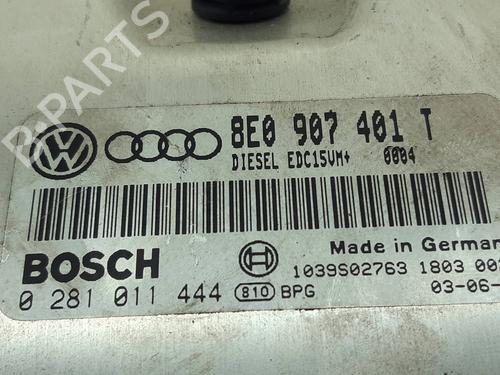 8E0 907 401 T
DIESEL EDC15VM+ 0004
BOSCH
Made in German
0 281 011 444 810 BPG
1039S02763 1803 00
03-06-
B-PARTS